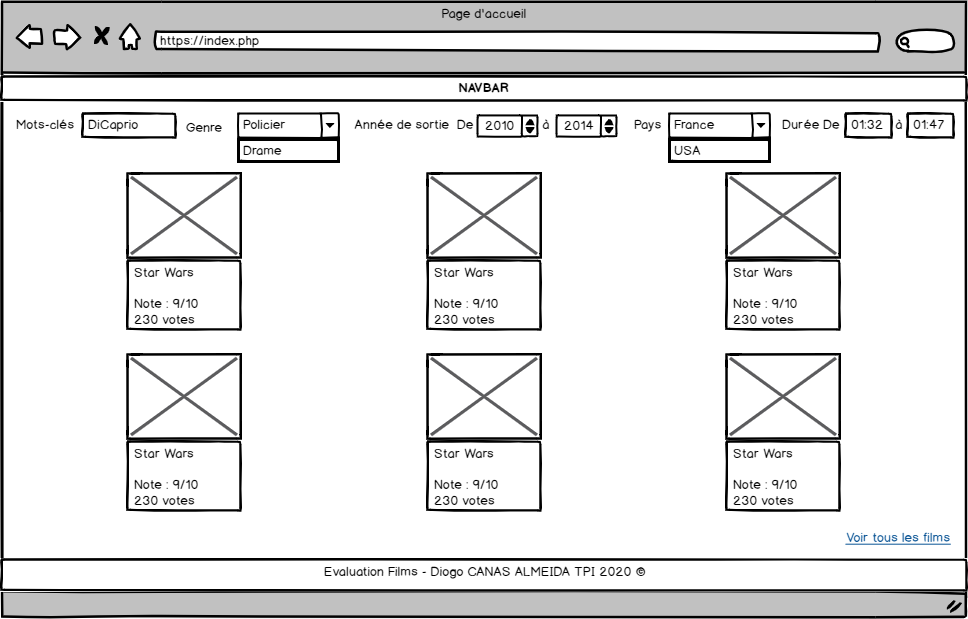 Page d'accueil
https://index.php
NAVBAR
Mots-clés DiCaprio Genre Policier Année de sortie De 2010 à 2014 Pays France Durée De 01:32 à 01:47
Drame USA
Star Wars Star Wars Star Wars
Note : 9/10 Note : 9/10 Note : 9/10
230 votes 230 votes 230 votes
Star Wars Star Wars Star Wars
Note : 9/10 Note : 9/10 Note : 9/10
230 votes 230 votes 230 votes
Voir tous les films
Evaluation Films - Diogo CANAS ALMEIDA TPI 2020 ©